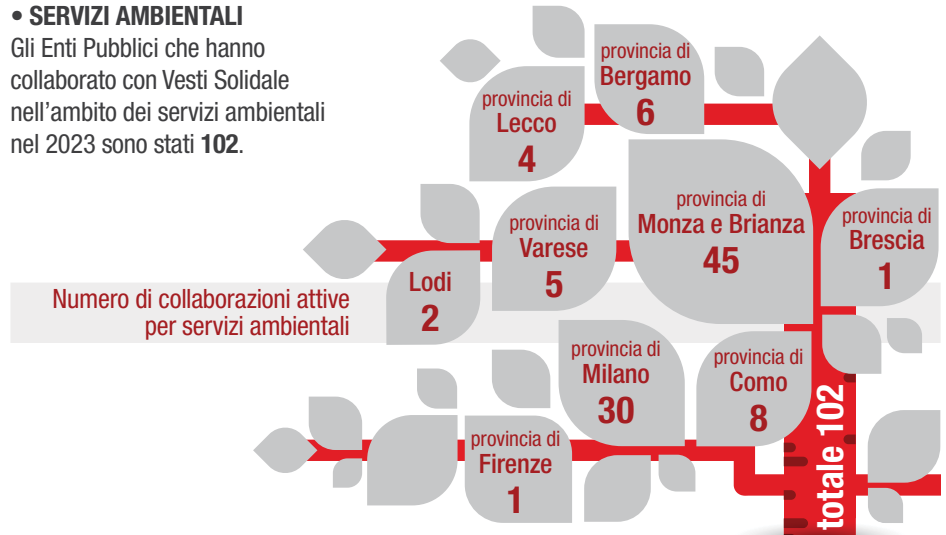 • SERVIZI AMBIENTALI
Gli Enti Pubblici che hanno
collaborato con Vesti Solidale
nell'ambito dei servizi ambientali
nel 2023 sono stati 102.
provincia di
Bergamo
6
provincia di
Lecco
4
provincia di
Monza e Brianza
45
provincia di
Brescia
1
provincia di
Varese
5
Lodi
2
Numero di collaborazioni attive
per servizi ambientali
provincia di
Milano
30
provincia di
Como
8
provincia di
Firenze
1
totale 102